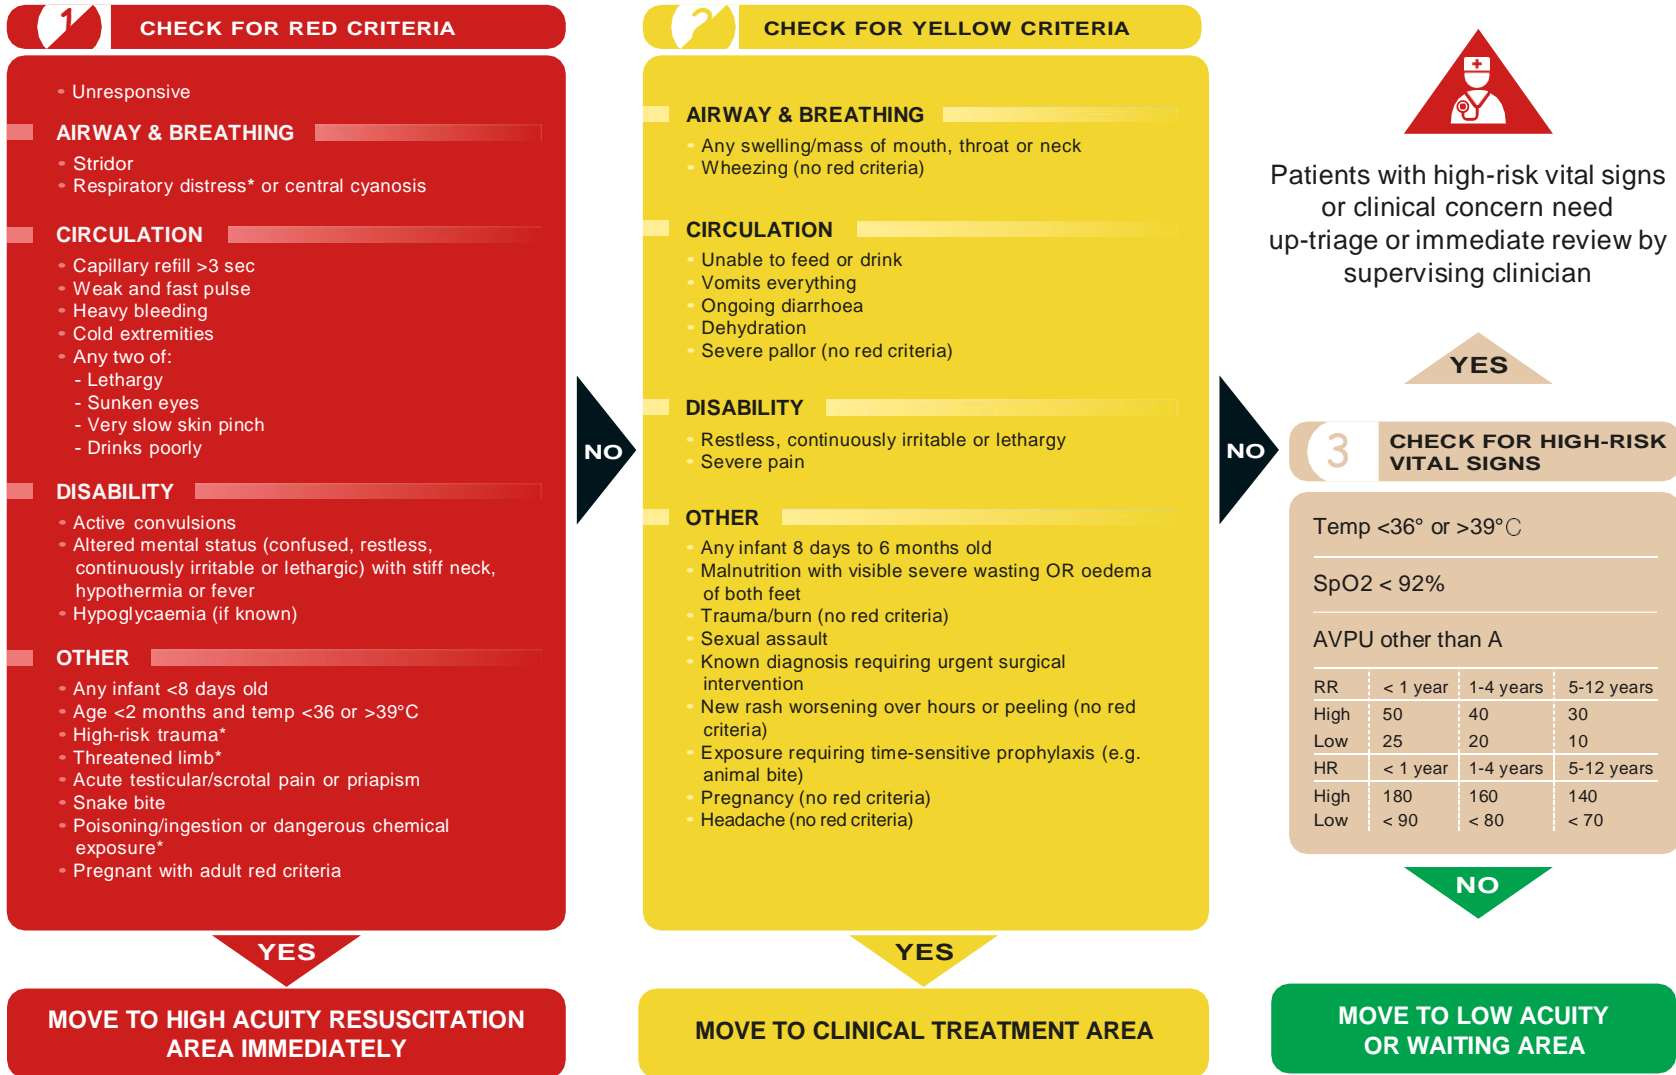 1
CHECK FOR RED CRITERIA
• Unresponsive
AIRWAY & BREATHING
• Stridor
• Respiratory distress* or central cyanosis
CIRCULATION
• Capillary refill >3 sec
• Weak and fast pulse
• Heavy bleeding
• Cold extremities
• Any two of:
- Lethargy
- Sunken eyes
- Very slow skin pinch
- Drinks poorly
DISABILITY
• Active convulsions
• Altered mental status (confused, restless,
continuously irritable or lethargic) with stiff neck,
hypothermia or fever
• Hypoglycaemia (if known)
OTHER
• Any infant <8 days old
• Age <2 months and temp <36 or >39°C
• High-risk trauma*
• Threatened limb*
• Acute testicular/scrotal pain or priapism
• Snake bite
• Poisoning/ingestion or dangerous chemical
exposure*
• Pregnant with adult red criteria
YES
MOVE TO HIGH ACUITY RESUSCITATION
AREA IMMEDIATELY
NO
2
CHECK FOR YELLOW CRITERIA
AIRWAY & BREATHING
• Any swelling/mass of mouth, throat or neck
• Wheezing (no red criteria)
CIRCULATION
• Unable to feed or drink
• Vomits everything
• Ongoing diarrhoea
• Dehydration
• Severe pallor (no red criteria)
DISABILITY
• Restless, continuously irritable or lethargy
• Severe pain
OTHER
• Any infant 8 days to 6 months old
• Malnutrition with visible severe wasting OR oedema
of both feet
• Trauma/burn (no red criteria)
• Sexual assault
• Known diagnosis requiring urgent surgical
intervention
• New rash worsening over hours or peeling (no red
criteria)
• Exposure requiring time-sensitive prophylaxis (e.g.
animal bite)
• Pregnancy (no red criteria)
• Headache (no red criteria)
YES
MOVE TO CLINICAL TREATMENT AREA
NO
Patients with high-risk vital signs
or clinical concern need
up-triage or immediate review by
supervising clinician
YES
3
CHECK FOR HIGH-RISK
VITAL SIGNS
Temp <36° or >39°C
SpO2 < 92%
AVPU other than A
RR < 1 year 1-4 years 5-12 years
High 50 40 30
Low 25 20 10
HR < 1 year 1-4 years 5-12 years
High 180 160 140
Low < 90 < 80 < 70
NO
MOVE TO LOW ACUITY
OR WAITING AREA